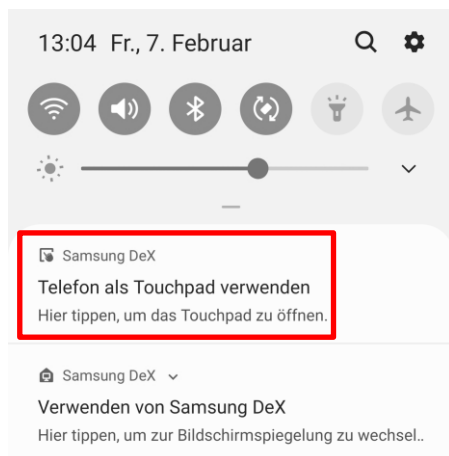 13:04 Fr., 7. Februar
Samsung DeX
Telefon als Touchpad verwenden
Hier tippen, um das Touchpad zu öffnen.
Samsung DeX
Verwenden von Samsung DeX
Hier tippen, um zur Bildschirmspiegelung zu wechsel..